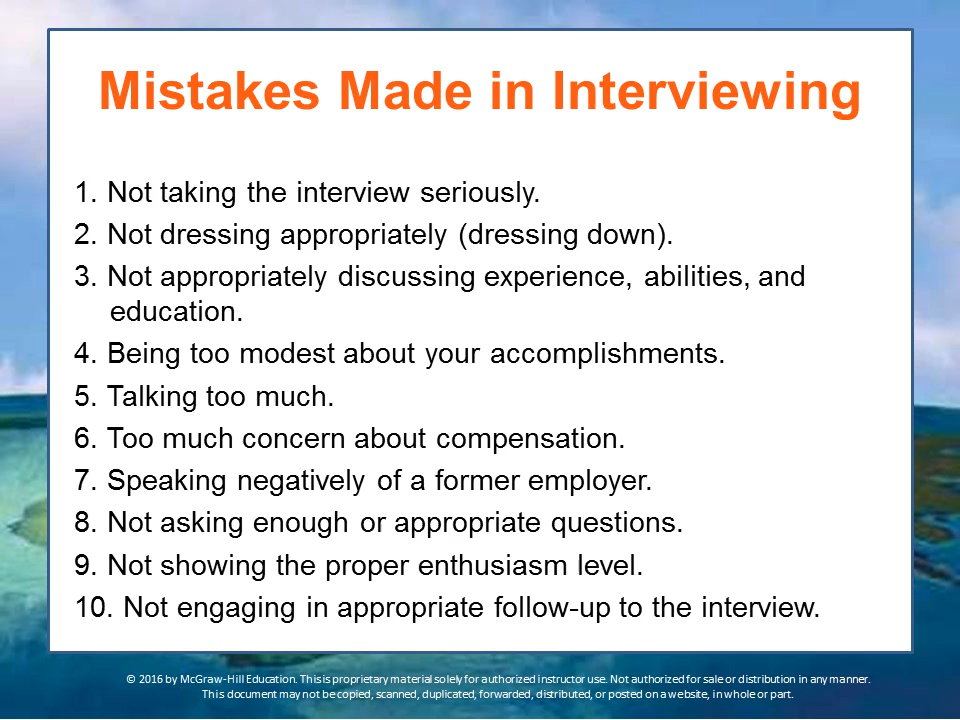 Mistakes Made in Interviewing
1. Not taking the interview seriously.
2. Not dressing appropriately (dressing down).
3. Not appropriately discussing experience, abilities, and
education.
4. Being too modest about your accomplishments.
5. Talking too much.
6. Too much concern about compensation.
7. Speaking negatively of a former employer.
8. Not asking enough or appropriate questions.
9. Not showing the proper enthusiasm level.
10. Not engaging in appropriate follow-up to the interview.
© 2016 by McGraw-Hill Education. This is proprietary material solely for authorized instructor use. Not authorized for sale or distribution in any manner.
This document may not be copied, scanned, duplicated, forwarded, distributed, or posted on a website, in whole or part.